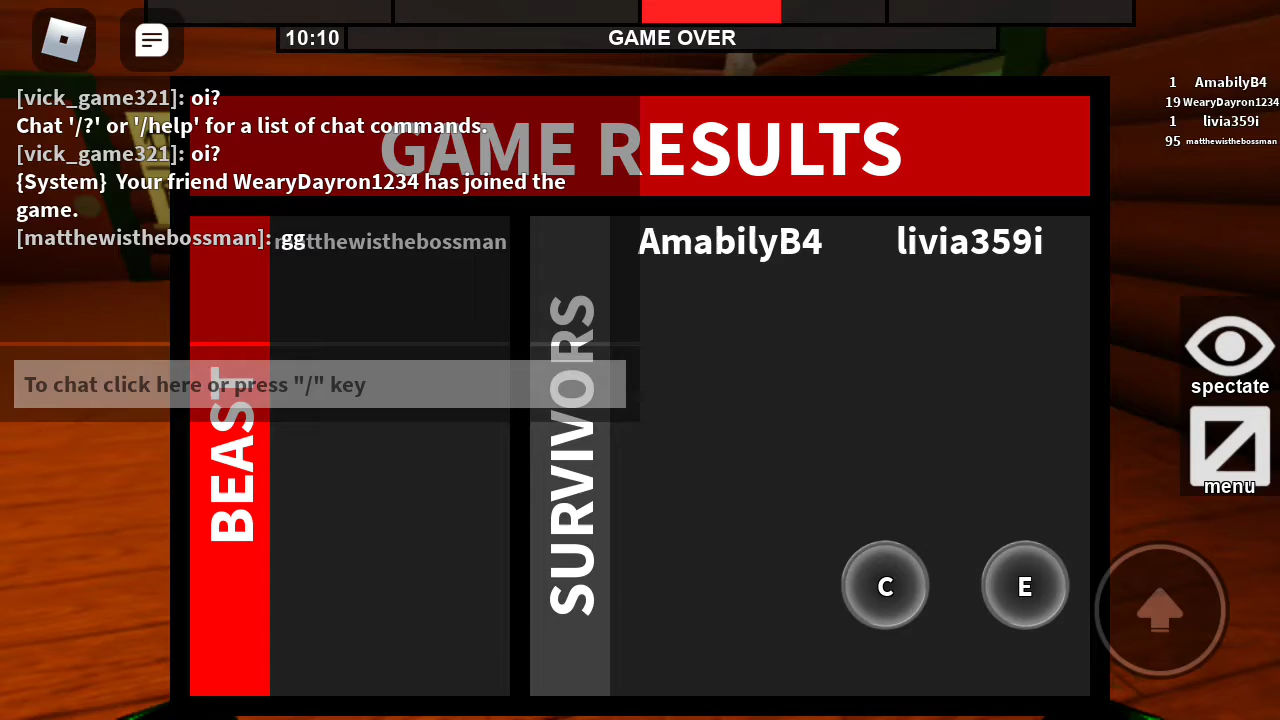 10:10 GAME OVER
[vick_game321]: oi?
Chat '/?' or '/help' for a list of chat commands.
[vick_game321]: oi?
{System} Your friend WearyDayron1234 has joined the
game.
[matthewisthebossman]: gg
GAME RESULTS
1 AmabilyB4
19 WearyDayron1234
1 livia359i
95 matthewisthebossman
BEAST
matthewisthebossman
SURVIVORS
AmabilyB4 livia359i
To chat click here or press "/" key
spectate
menu
C E